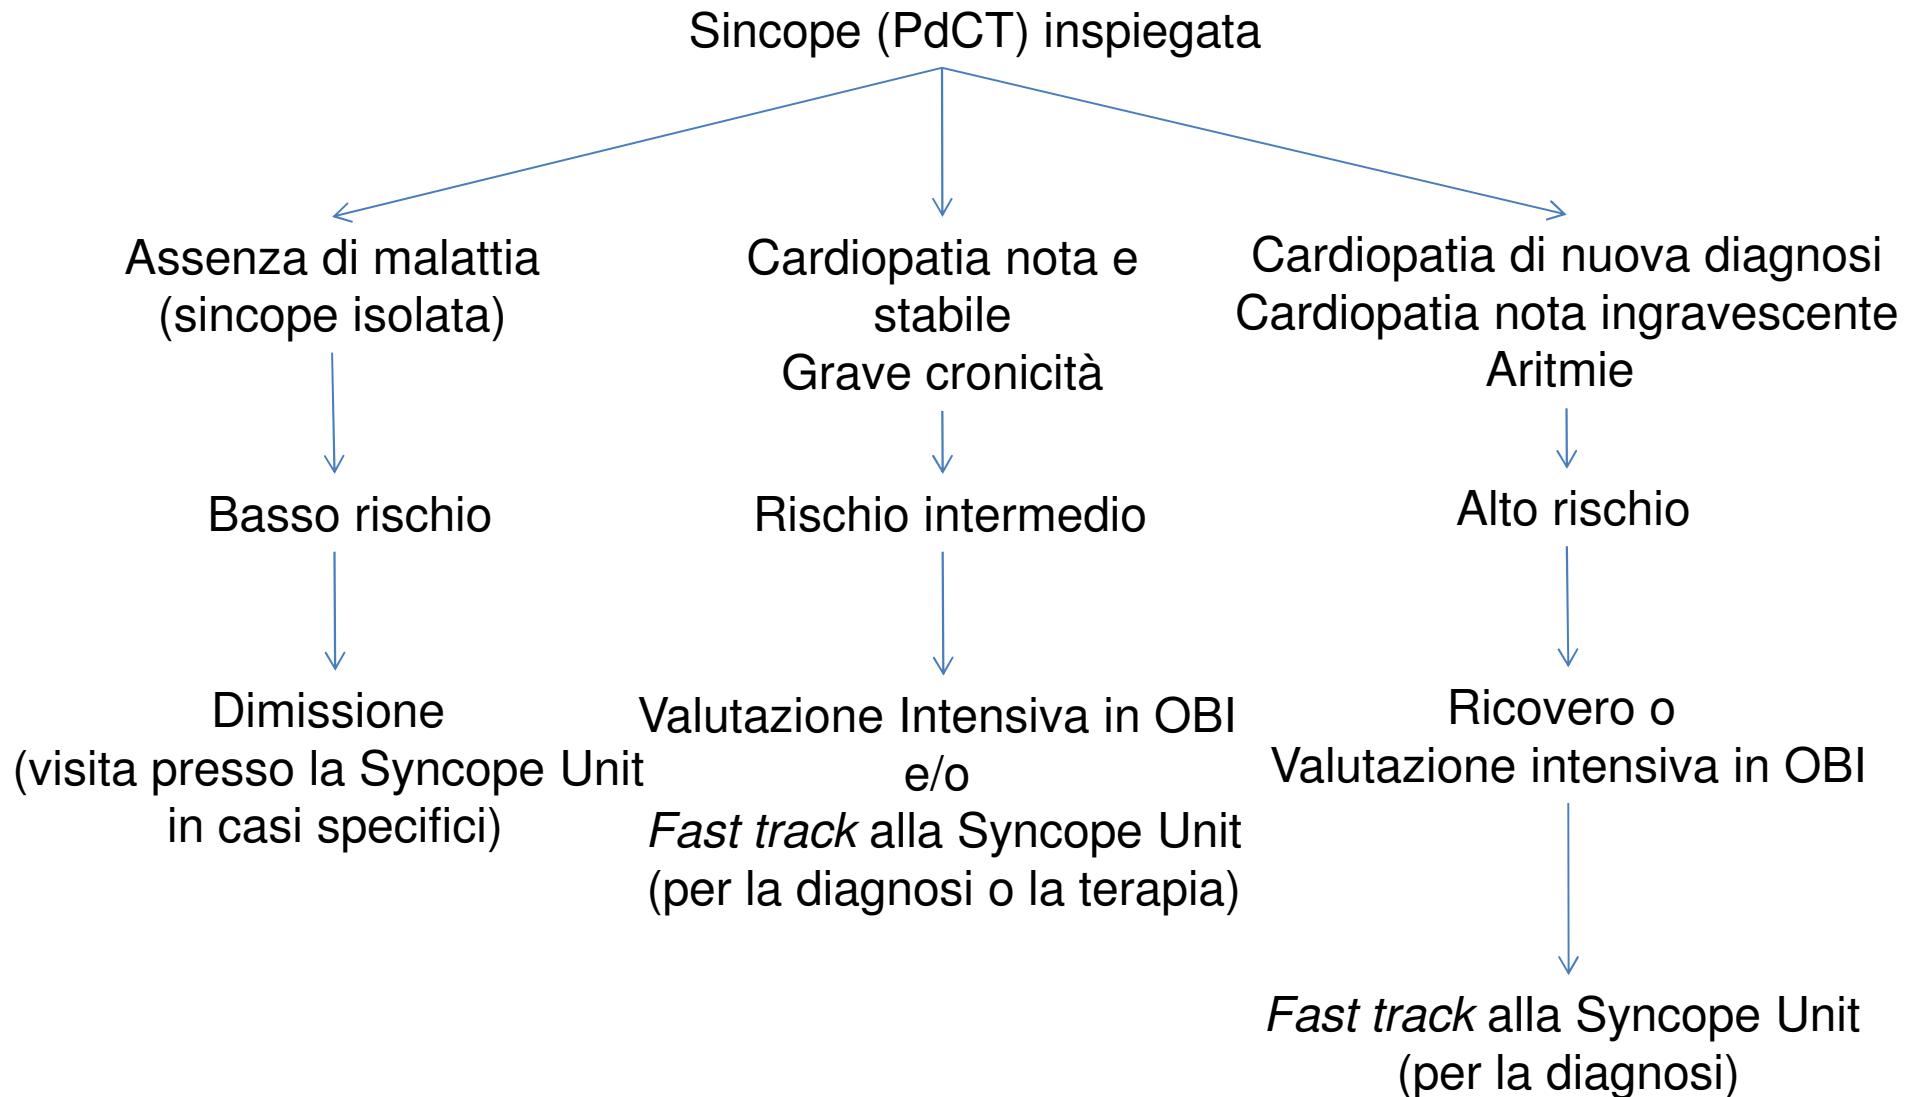 Sincope (PdCT) inspiegata
Assenza di malattia
(sincope isolata)
Cardiopatia nota e
stabile
Grave cronicità
Cardiopatia di nuova diagnosi
Cardiopatia nota ingravescente
Aritmie
Basso rischio
Rischio intermedio
Alto rischio
Dimissione
(visita presso la Syncope Unit
in casi specifici)
Valutazione Intensiva in OBI
e/o
Fast track alla Syncope Unit
(per la diagnosi o la terapia)
Ricovero o
Valutazione intensiva in OBI
Fast track alla Syncope Unit
(per la diagnosi)